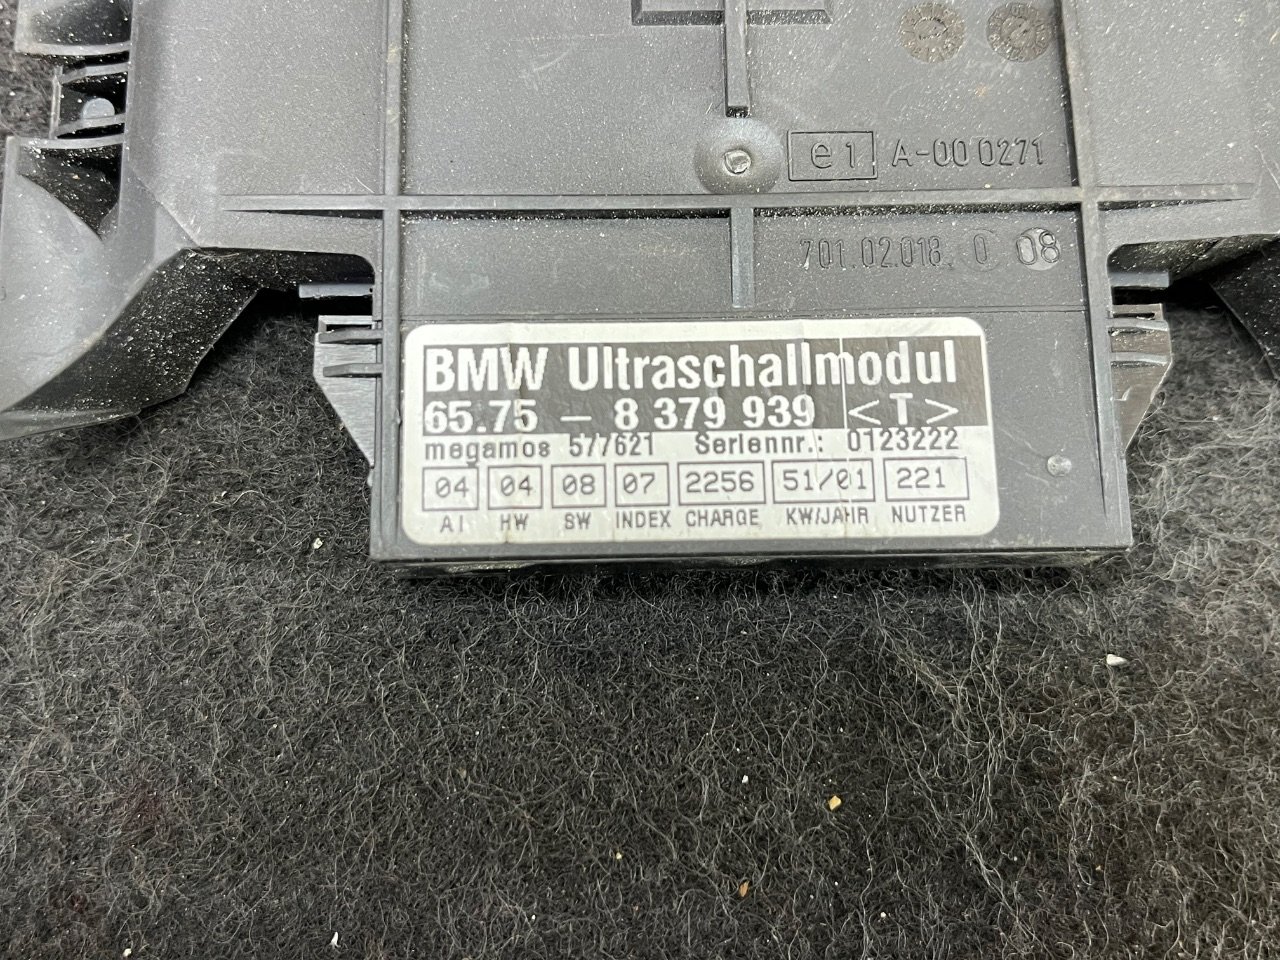 e1 A-00 0271
701.02.018. 0 08
BMW Ultraschallmodul
65.75 - 8 379 939 <T>
megamos 577621 Seriennr.: 0123222
04 04 08 07 2256 51/01 221
AI HW SW INDEX CHARGE KW/JAHR NUTZER